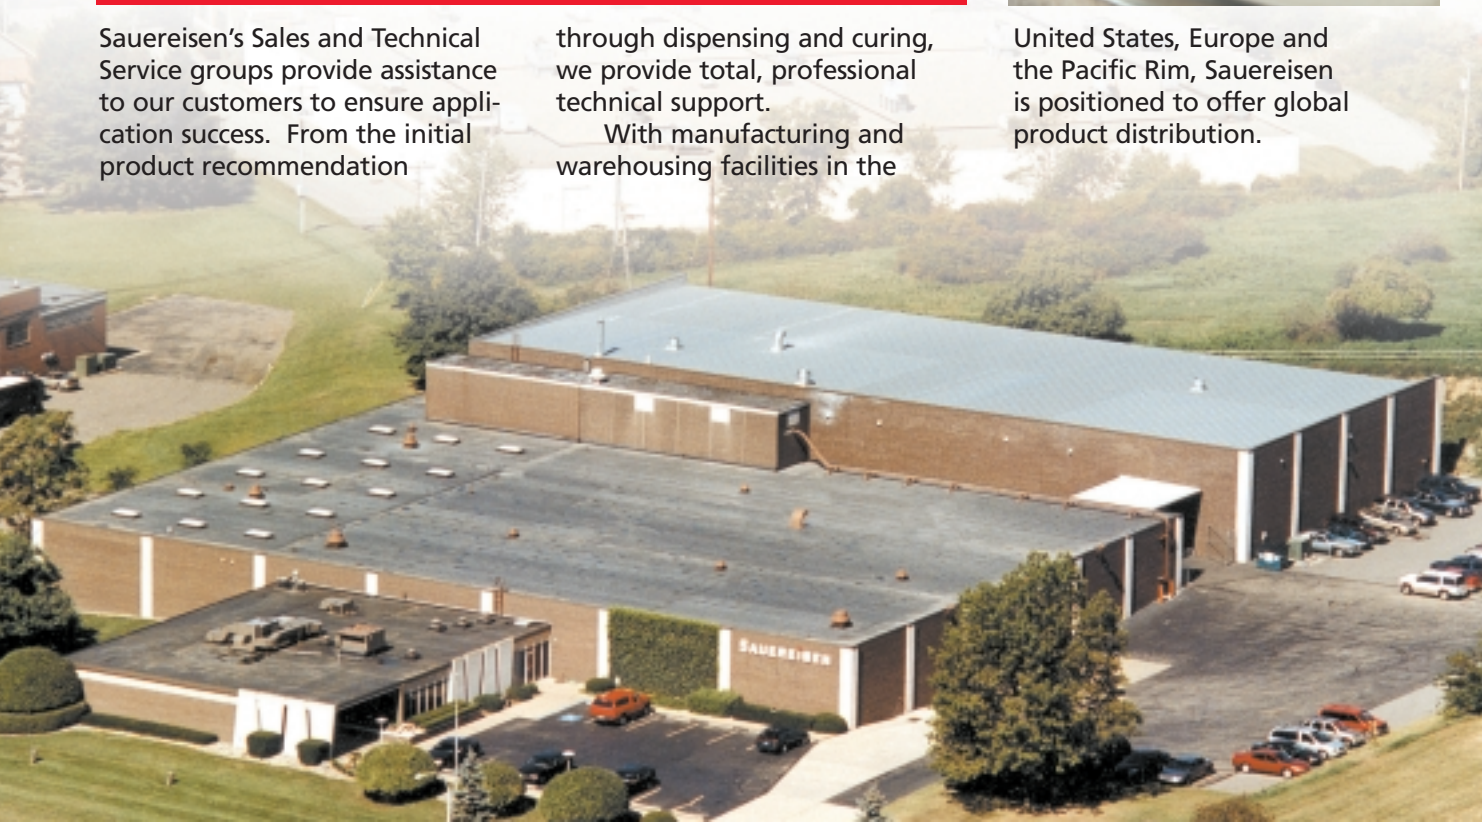 Sauereisen’s Sales and Technical
Service groups provide assistance
to our customers to ensure appli-
cation success.  From the initial
product recommendation
through dispensing and curing,
we provide total, professional
technical support.
With manufacturing and
warehousing facilities in the
United States, Europe and
the Pacific Rim, Sauereisen
is positioned to offer global
product distribution.
SAUEREISEN